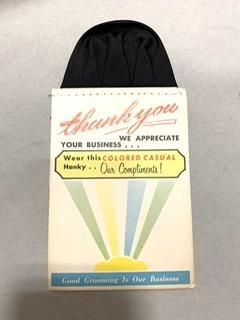 thank you
WE APPRECIATE
YOUR BUSINESS ...
Wear this COLORED CASUAL
Hanky .. Our Compliments!
Good Grooming Is Our Business